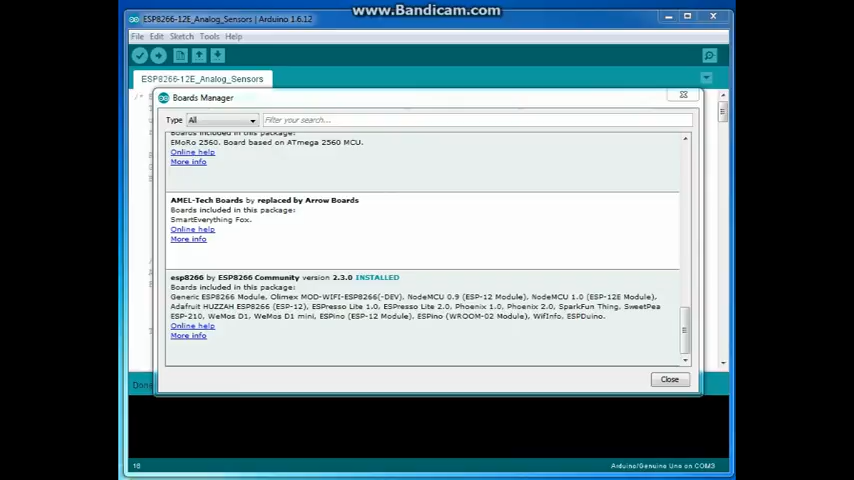 www.Bandicam.com
ESP8266-12E_Analog_Sensors | Arduino 1.6.12
File Edit Sketch Tools Help
ESP8266-12E_Analog_Sensors
Boards Manager
Type All Filter your search...
Boards included in this package:
EMoRo 2560. Board based on ATmega 2560 MCU.
Online help
More info
AMEL-Tech Boards by replaced by Arrow Boards
Boards included in this package:
SmartEverything Fox.
Online help
More info
esp8266 by ESP8266 Community version 2.3.0 INSTALLED
Boards included in this package:
Generic ESP8266 Module, Olimex MOD-WIFI-ESP8266(-DEV), NodeMCU 0.9 (ESP-12 Module), NodeMCU 1.0 (ESP-12E Module),
Adafruit HUZZAH ESP8266 (ESP-12), ESPresso Lite 1.0, ESPresso Lite 2.0, Phoenix 1.0, Phoenix 2.0, SparkFun Thing, SweetPea
ESP-210, WeMos D1, WeMos D1 mini, ESPino (ESP-12 Module), ESPino (WROOM-02 Module), WifInfo, ESPDuino.
Online help
More info
Close
Done
16
Arduino/Genuino Uno on COM3